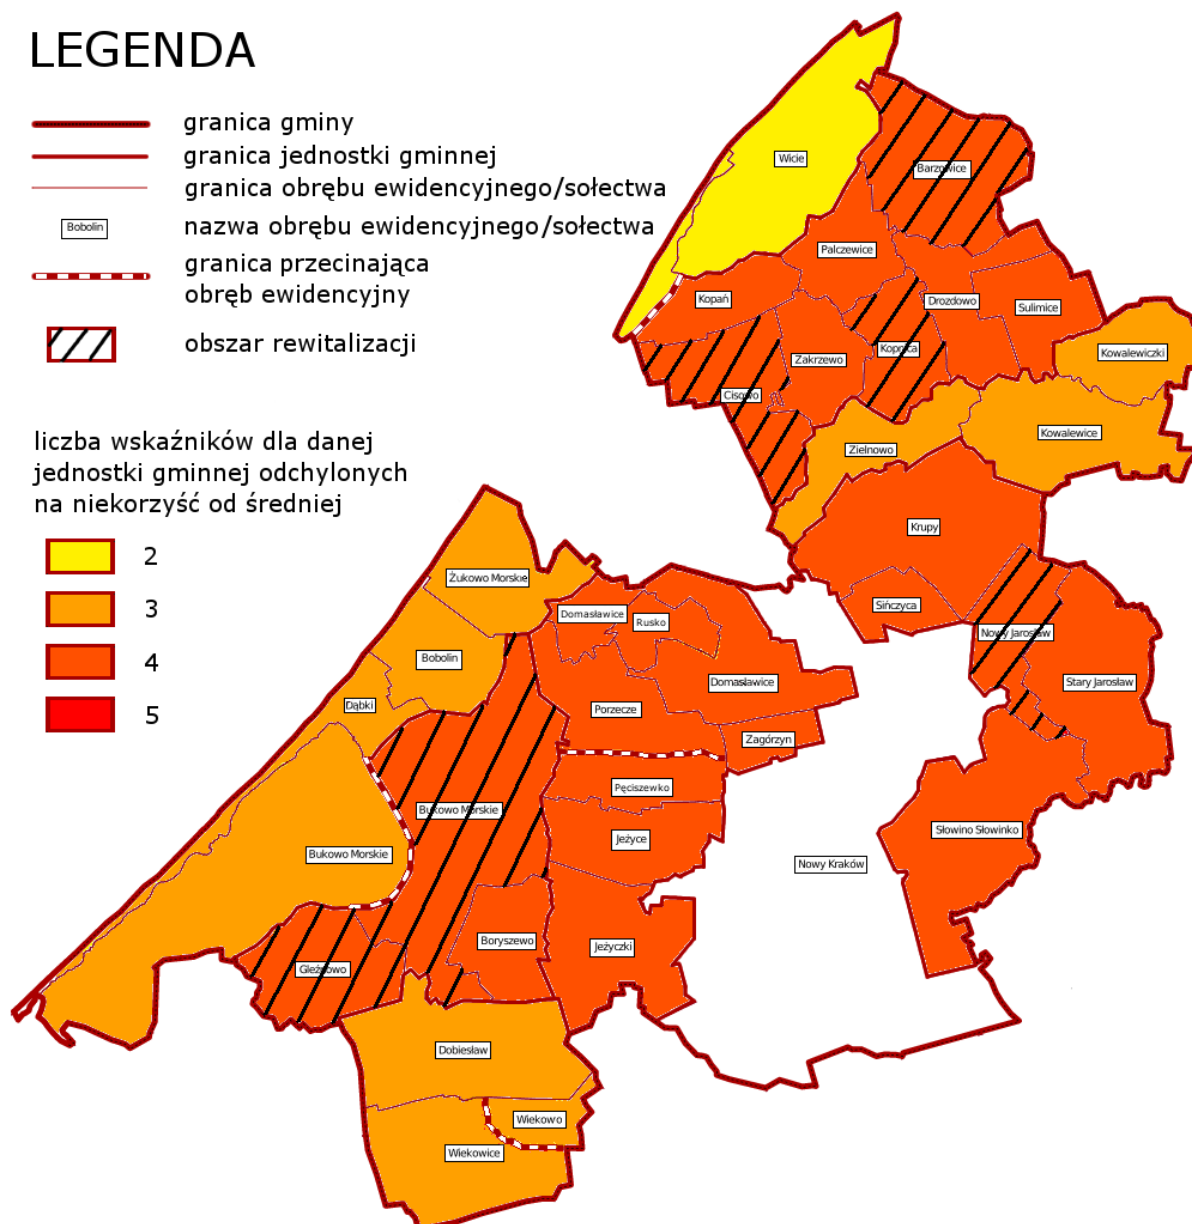 LEGENDA
granica gminy
granica jednostki gminnej
granica obrębu ewidencyjnego/sołectwa
Bobolin
nazwa obrębu ewidencyjnego/sołectwa
granica przecinająca
obręb ewidencyjny
obszar rewitalizacji
liczba wskaźników dla danej
jednostki gminnej odchylonych
na niekorzyść od średniej
2
3
4
5
Wicie
Barzowice
Palczewice
Kopań
Drozdowo
Sulimice
Zakrzewo
Kopnica
Kowalewiczki
Cisowo
Kowalewice
Zielnowo
Krupy
Żukowo Morskie
Sińczyca
Domasławice
Rusko
Nowy Jarosław
Bobolin
Domasławice
Stary Jarosław
Dąbki
Porzecze
Zagórzyn
Pęciszewko
Bukowo Morskie
Słowino Słowinko
Jeżyce
Bukowo Morskie
Nowy Kraków
Boryszewo
Jeżyczki
Gleźnowo
Dobiesław
Wiekowo
Wiekowice